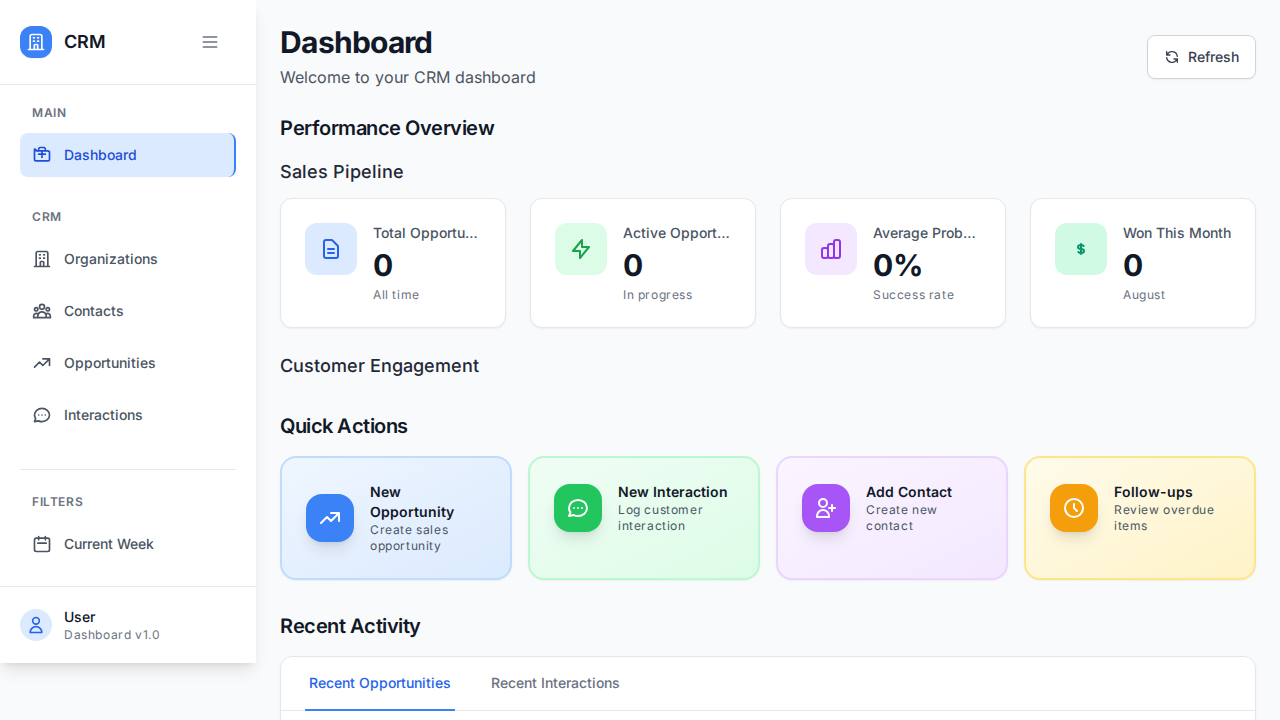 CRM
MAIN
Dashboard
CRM
Organizations
Contacts
Opportunities
Interactions
FILTERS
Current Week
User
Dashboard v1.0
Dashboard
Welcome to your CRM dashboard
Refresh
Performance Overview
Sales Pipeline
Total Opportu...
0
All time
Active Opport...
0
In progress
Average Prob...
0%
Success rate
$
Won This Month
0
August
Customer Engagement
Quick Actions
New
Opportunity
Create sales
opportunity
New Interaction
Log customer
interaction
Add Contact
Create new
contact
Follow-ups
Review overdue
items
Recent Activity
Recent Opportunities
Recent Interactions